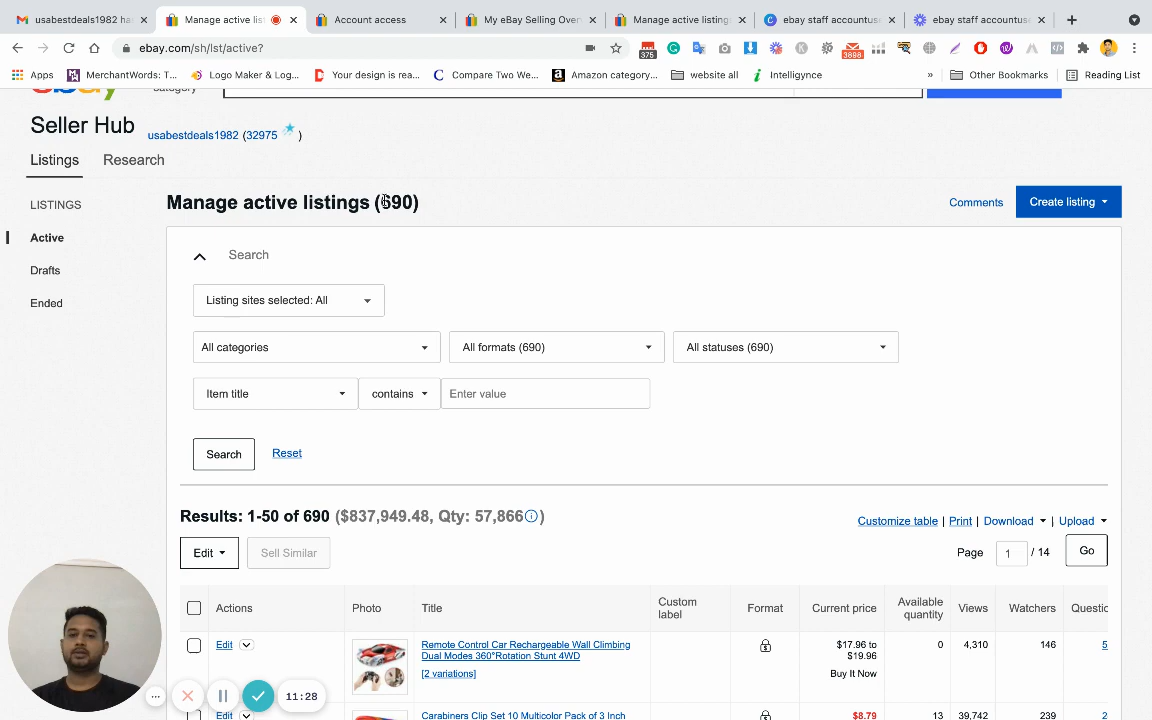 usabestdeals1982 ha
Manage active lis
Account access
My eBay Selling Over
Manage active listing
ebay staff accountus
ebay staff accountus
ebay.com/sh/lst/active?
375
3898
Apps
MerchantWords: T...
Logo Maker & Log...
Your design is rea...
Compare Two We...
Amazon category...
website all
Intelligynce
»
Other Bookmarks
Reading List
category
Seller Hub
usabestdeals1982 (32975 )
Listings
Research
LISTINGS
Active
Drafts
Ended
Manage active listings (690)
Comments
Create listing
Search
Listing sites selected: All
All categories
All formats (690)
All statuses (690)
Item title
contains
Enter value
Search
Reset
Results: 1-50 of 690 ($837,949.48, Qty: 57,866 )
Customize table | Print | Download | Upload
Edit
Sell Similar
Page 1 / 14 Go
Actions
Photo
Title
Custom
label
Format
Current price
Available
quantity
Views
Watchers
Questic
Edit
Remote Control Car Rechargeable Wall Climbing
Dual Modes 360°Rotation Stunt 4WD
[2 variations]
$17.96 to
$19.96
Buy It Now
0
4,310
146
5
Edit
Carabiners Clip Set 10 Multicolor Pack of 3 Inch
$8.79
13
39,742
239
2
11:28